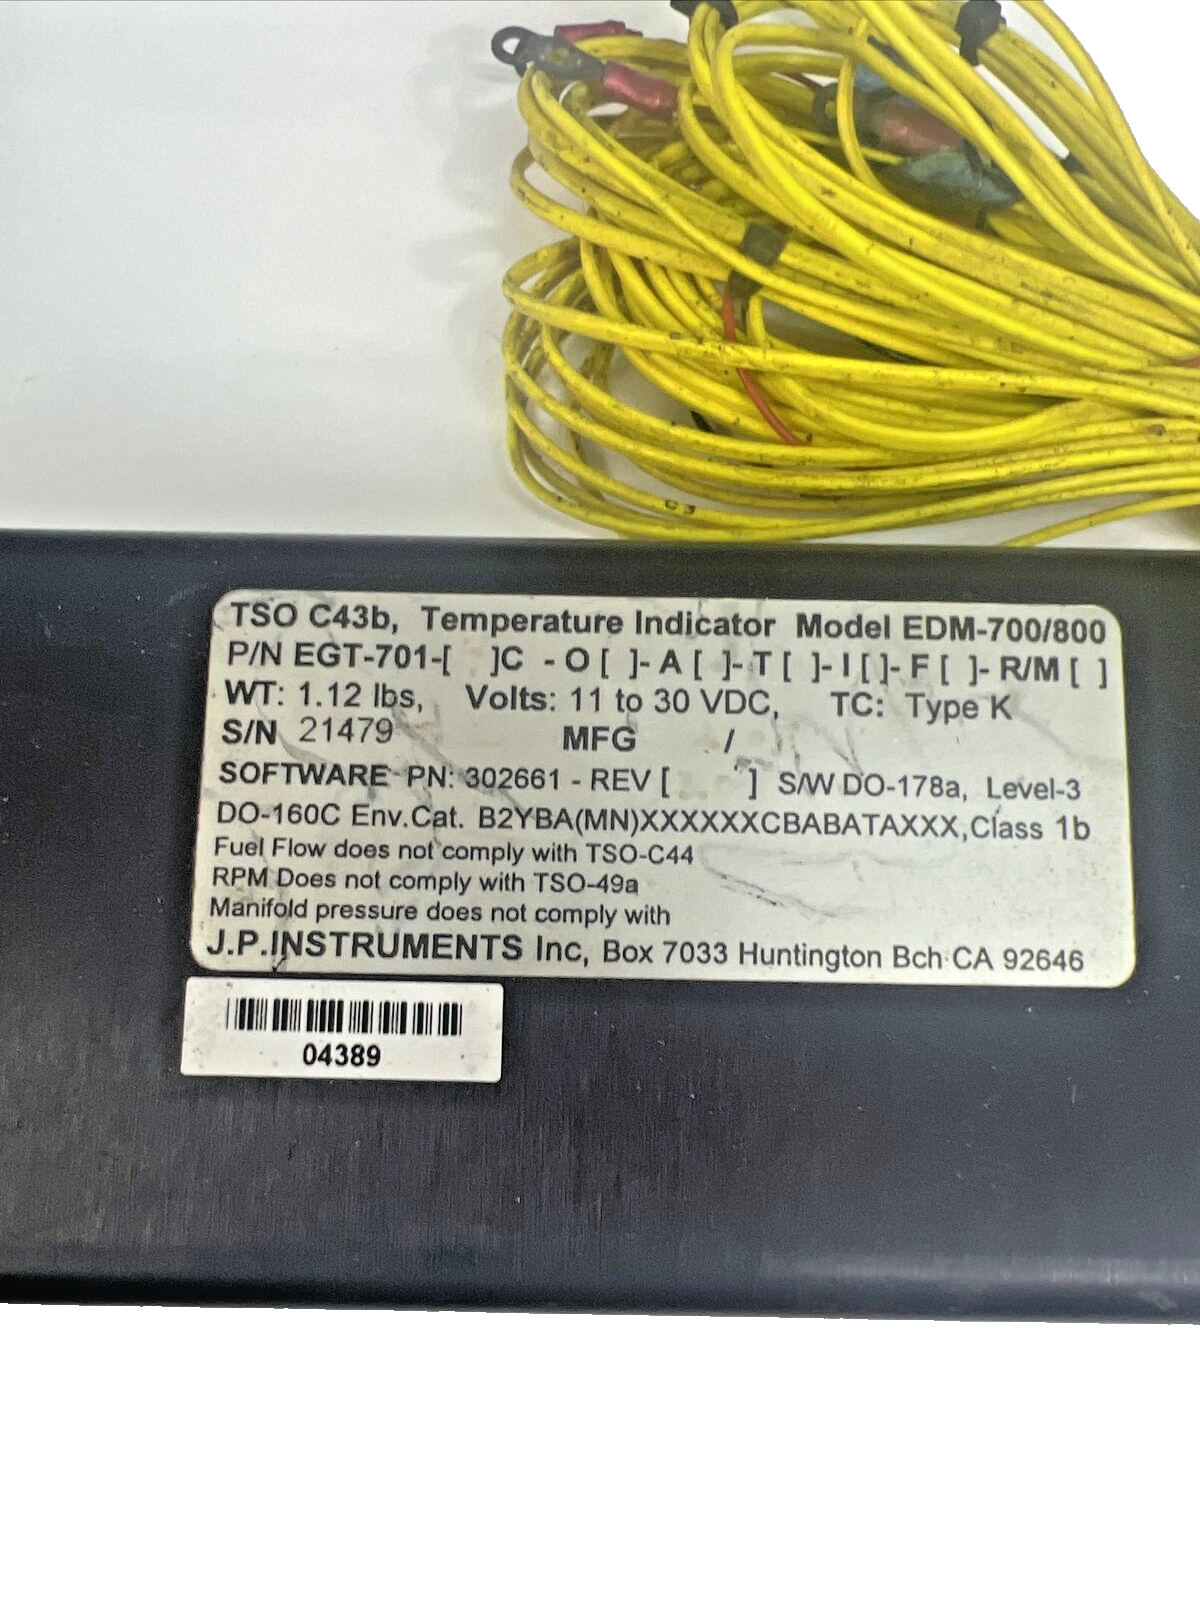 TSO C43b, Temperature Indicator Model EDM-700/800
P/N EGT-701-[ ]C - O [ ]- A [ ]- T [ ]- I [ ]- F [ ]- R/M [ ]
WT: 1.12 lbs, Volts: 11 to 30 VDC, TC: Type K
S/N 21479 MFG /
SOFTWARE PN: 302661 - REV [ ] S/W DO-178a, Level-3
DO-160C Env.Cat. B2YBA(MN)XXXXXXCBABATAXXX,Class 1b
Fuel Flow does not comply with TSO-C44
RPM Does not comply with TSO-49a
Manifold pressure does not comply with
J.P.INSTRUMENTS Inc, Box 7033 Huntington Bch CA 92646
04389